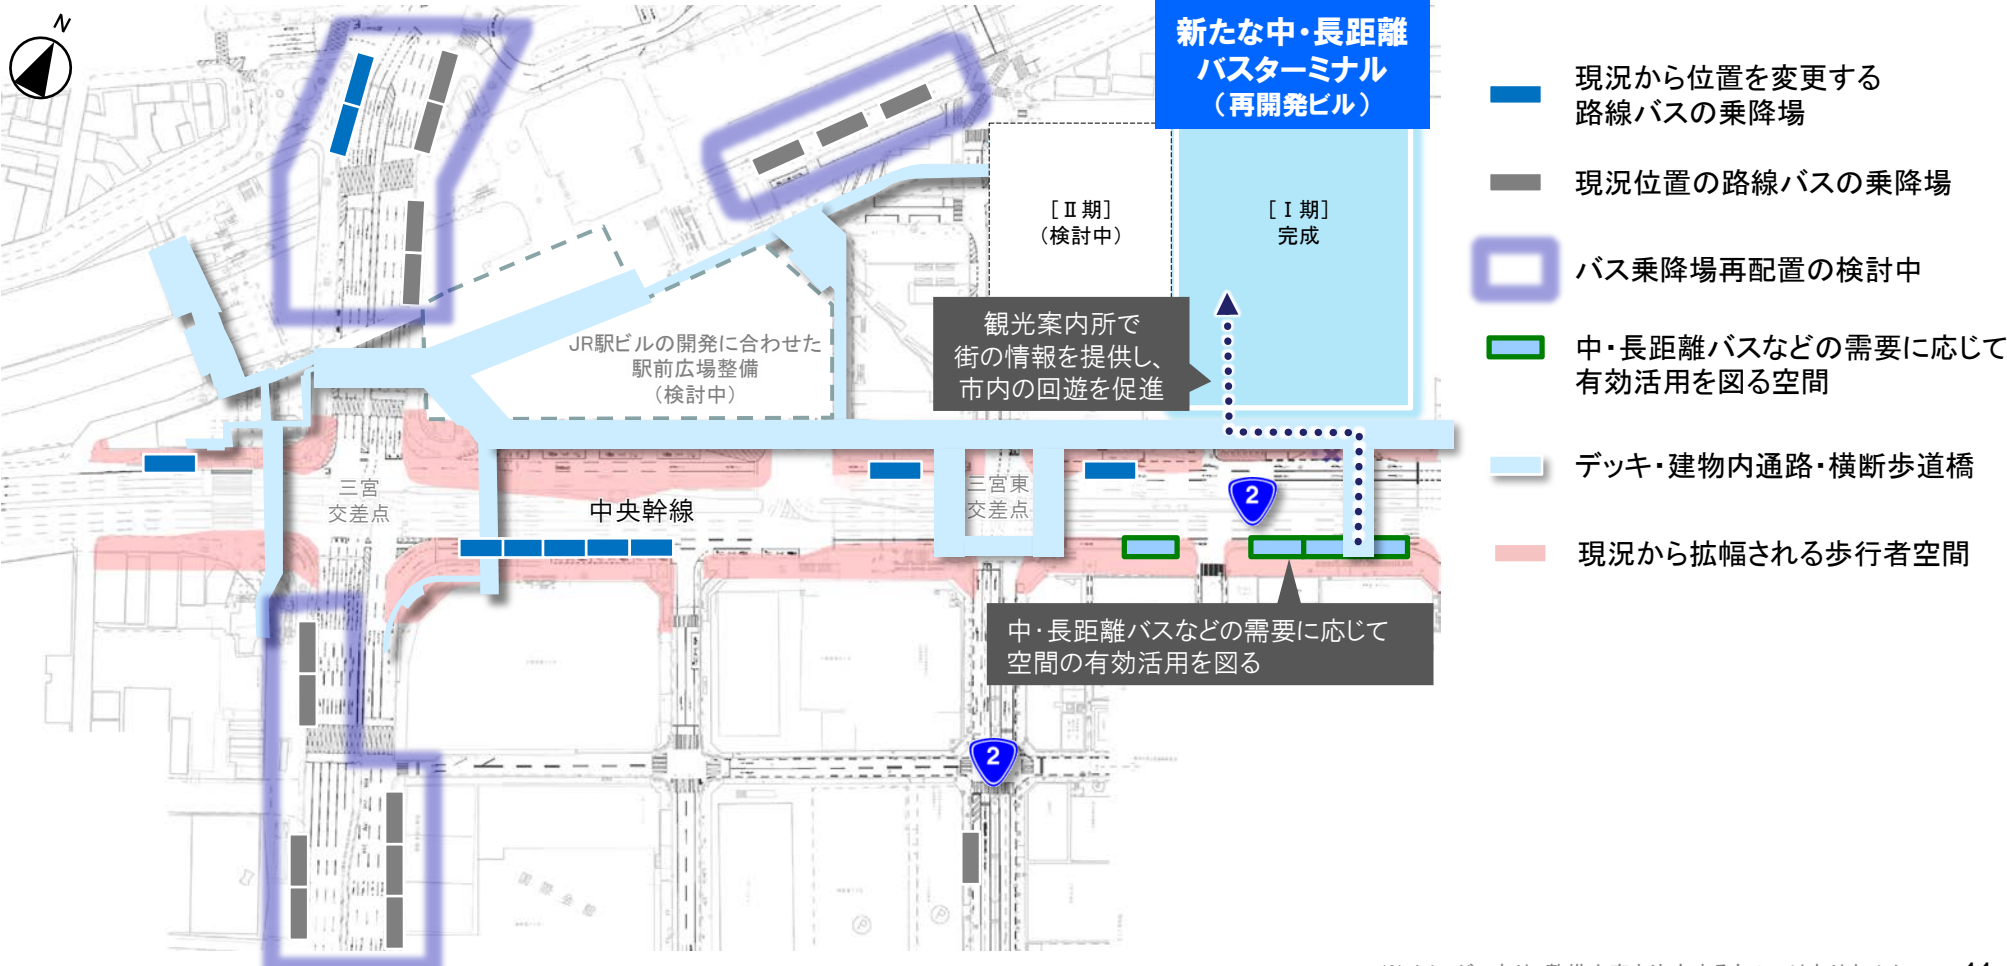 N
新たな中・長距離
バスターミナル
（再開発ビル）
［Ⅱ期］
（検討中）
［Ⅰ期］
完成
観光案内所で
街の情報を提供し、
市内の回遊を促進
JR駅ビルの開発に合わせた
駅前広場整備
（検討中）
三宮
交差点
中央幹線
三宮東
交差点
2
中・長距離バスなどの需要に応じて
空間の有効活用を図る
2
国際会館
P
P
現況から位置を変更する
路線バスの乗降場
現況位置の路線バスの乗降場
バス乗降場再配置の検討中
中・長距離バスなどの需要に応じて
有効活用を図る空間
デッキ・建物内通路・横断歩道橋
現況から拡幅される歩行者空間